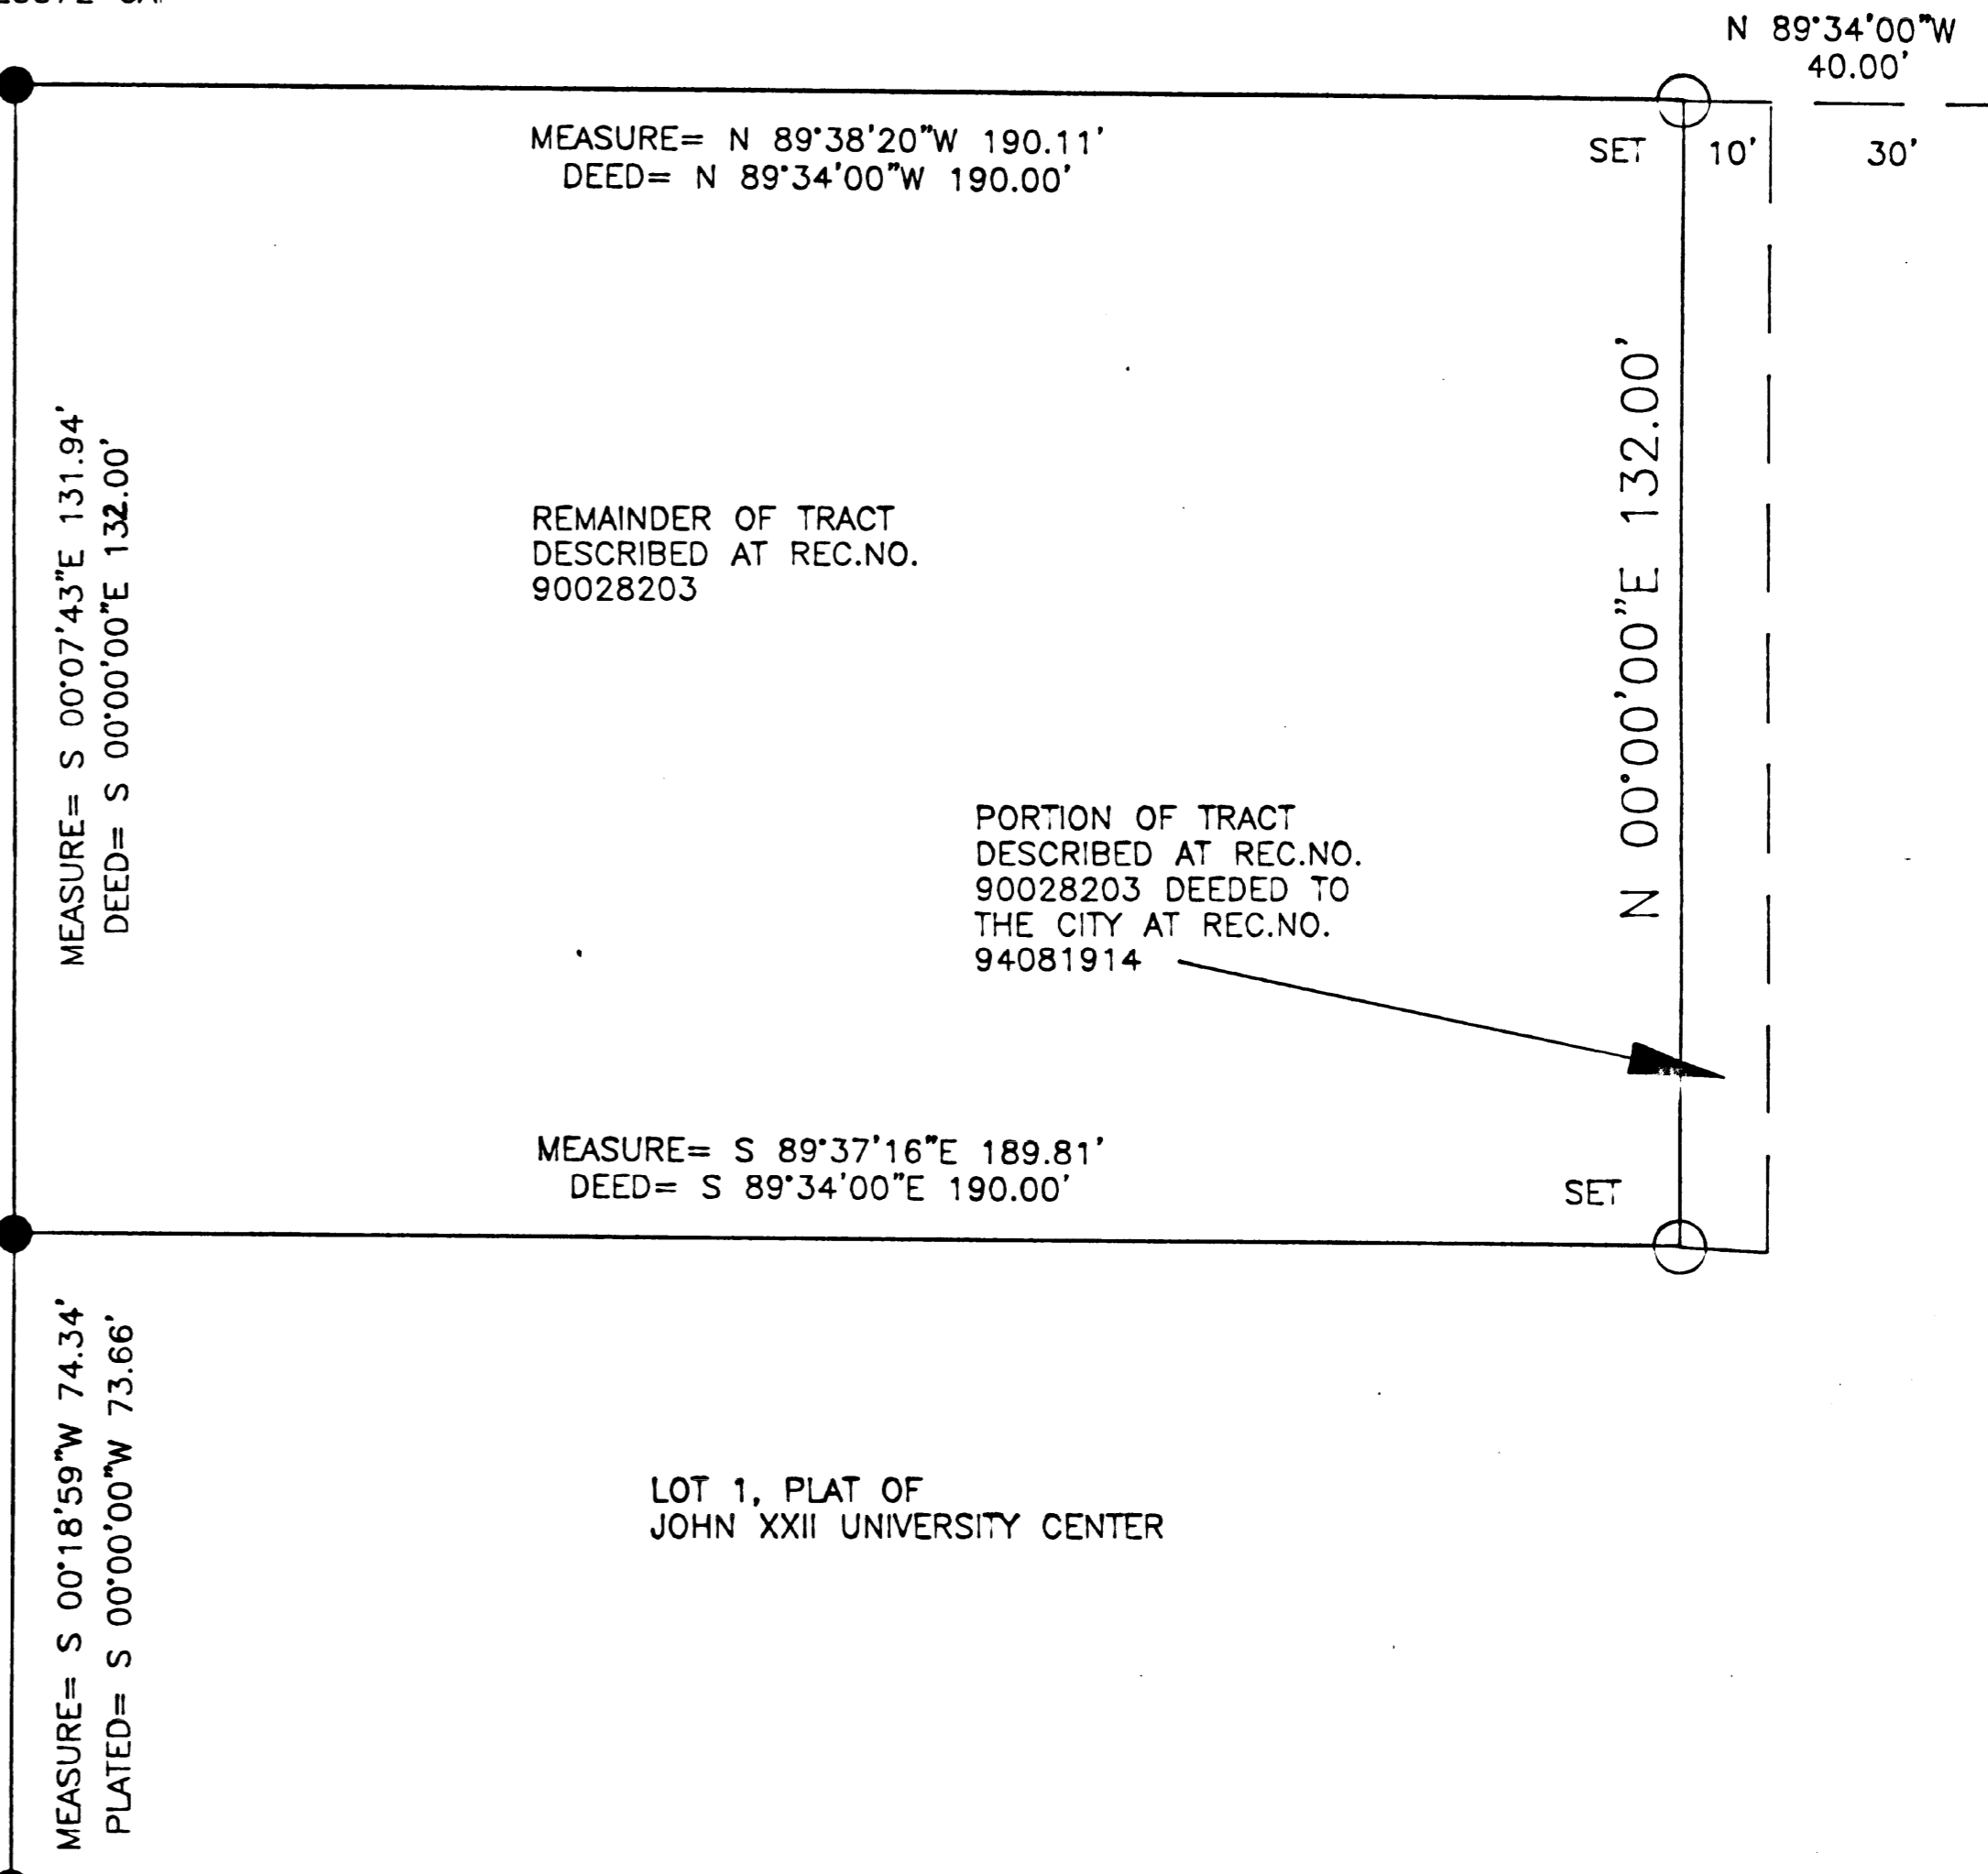 N 89°34'00"W
40.00'
MEASURE= N 89°38'20"W 190.11'
DEED= N 89°34'00"W 190.00'
SET
10'
30'
MEASURE= S 00°07'43"E 131.94'
DEED= S 00°00'00"E 132.00'
REMAINDER OF TRACT
DESCRIBED AT REC.NO.
90028203
N 00°00'00"E 132.00'
PORTION OF TRACT
DESCRIBED AT REC.NO.
90028203 DEEDED TO
THE CITY AT REC.NO.
94081914
MEASURE= S 89°37'16"E 189.81'
DEED= S 89°34'00"E 190.00'
SET
MEASURE= S 00°18'59"W 74.34'
PLATED= S 00°00'00"W 73.66'
LOT 1, PLAT OF
JOHN XXII UNIVERSITY CENTER